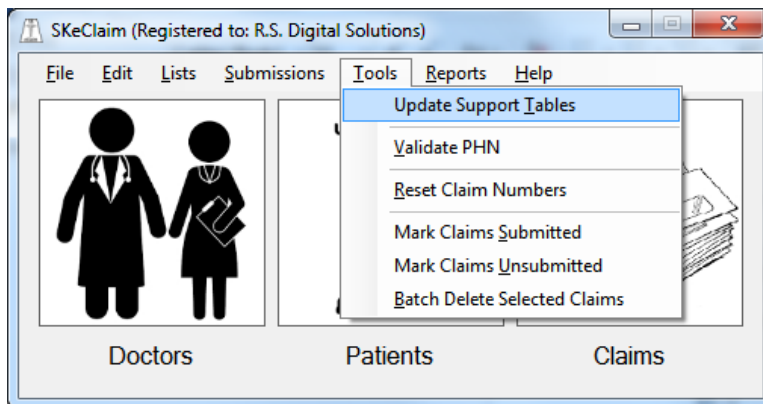 SKeClaim (Registered to: R.S. Digital Solutions)
File Edit Lists Submissions Tools Reports Help
Update Support Tables
Validate PHN
Reset Claim Numbers
Mark Claims Submitted
Mark Claims Unsubmitted
Batch Delete Selected Claims
Doctors Patients Claims